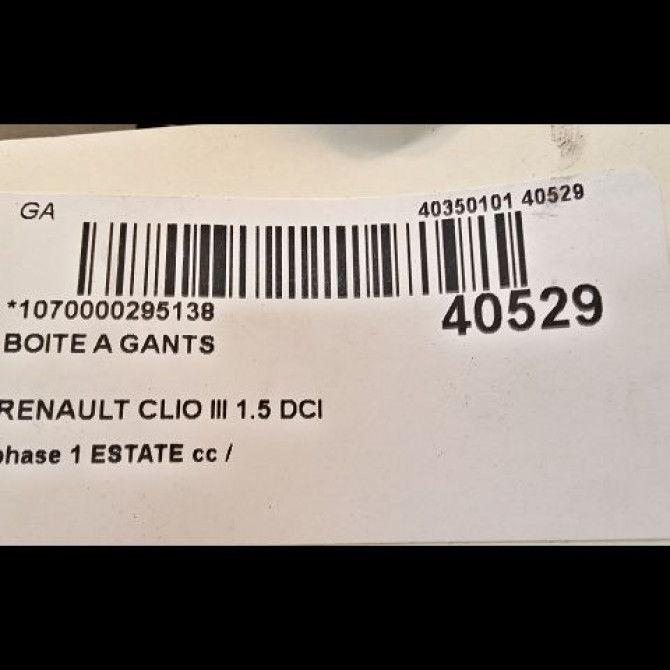 GA 40350101 40529
*1070000295138 40529
BOITE A GANTS
RENAULT CLIO III 1.5 DCI
phase 1 ESTATE cc /